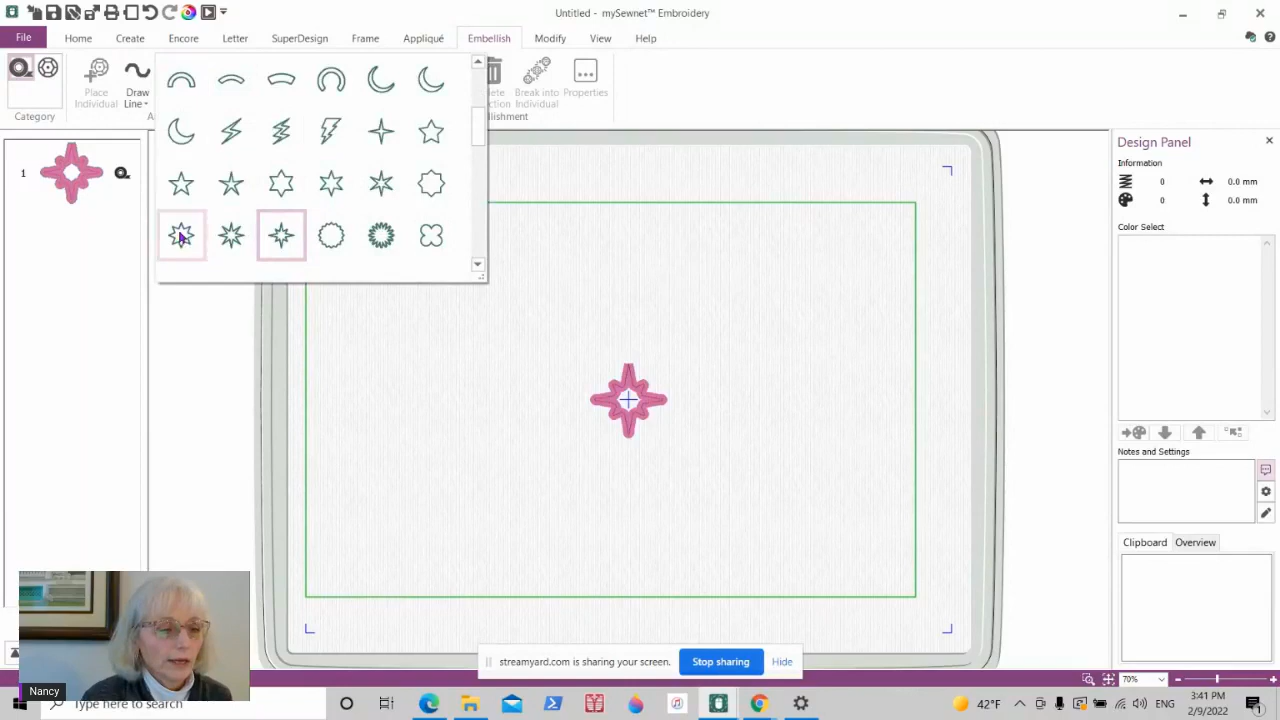 Untitled - mySewnet™ Embroidery
File Home Create Encore Letter SuperDesign Frame Appliqué Embellish Modify View Help
Category
Place Individual
Draw Line
Break into Individual
Properties
1
Design Panel
Information
0 0.0 mm
0 0.0 mm
Color Select
Notes and Settings
Clipboard Overview
streamyard.com is sharing your screen. Stop sharing Hide
Nancy
70%
Type here to search
42°F
3:41 PM
2/9/2022
1